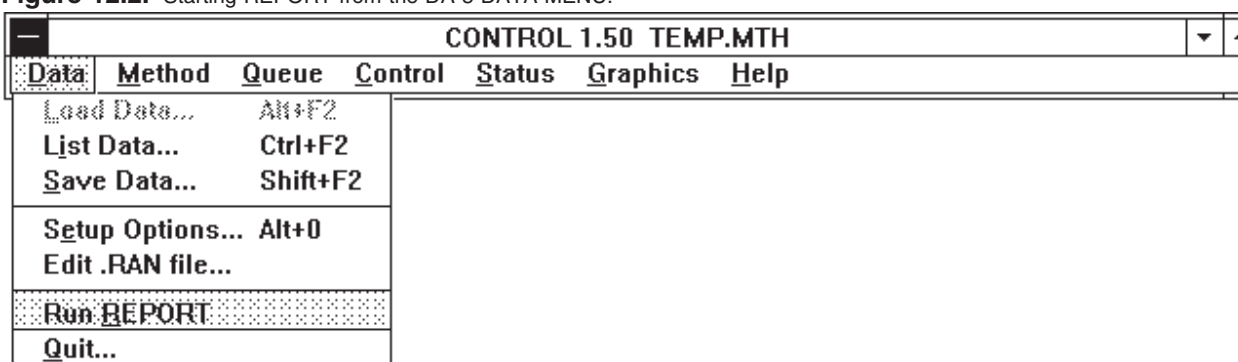 Figure 12.2. Starting REPORT from the DA's DATA MENU.
CONTROL 1.50 TEMP.MTH
Data Method Queue Control Status Graphics Help
Load Data... Alt+F2
List Data... Ctrl+F2
Save Data... Shift+F2
Setup Options... Alt+0
Edit .RAN file...
Run REPORT
Quit...